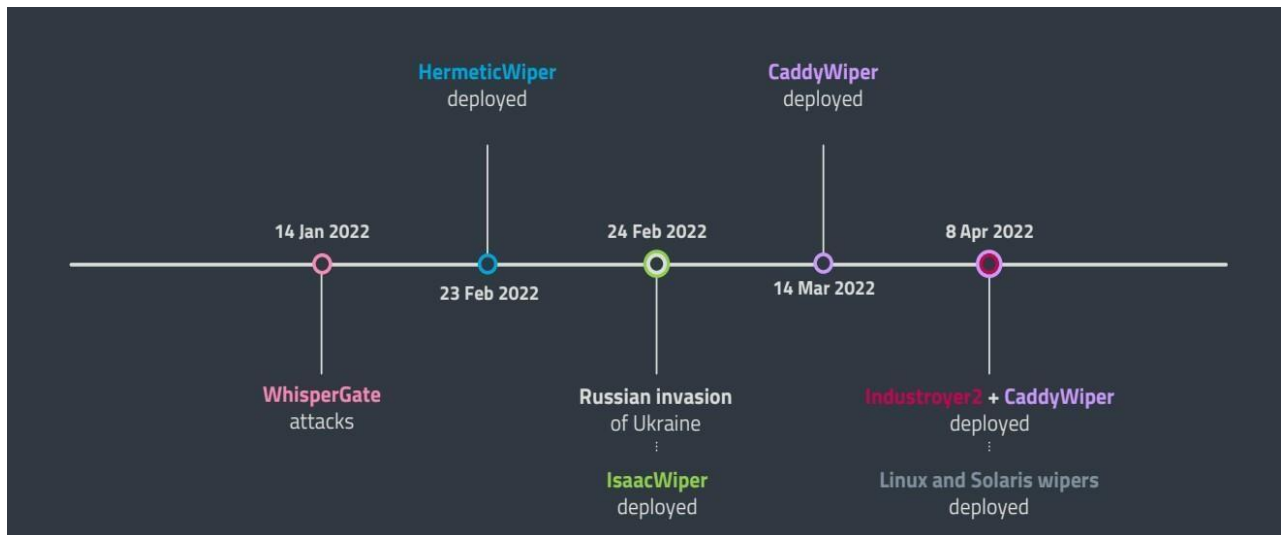 HermeticWiper
deployed
CaddyWiper
deployed
14 Jan 2022
24 Feb 2022
8 Apr 2022
23 Feb 2022
14 Mar 2022
WhisperGate
attacks
Russian invasion
of Ukraine
IsaacWiper
deployed
Industroyer2 + CaddyWiper
deployed
Linux and Solaris wipers
deployed